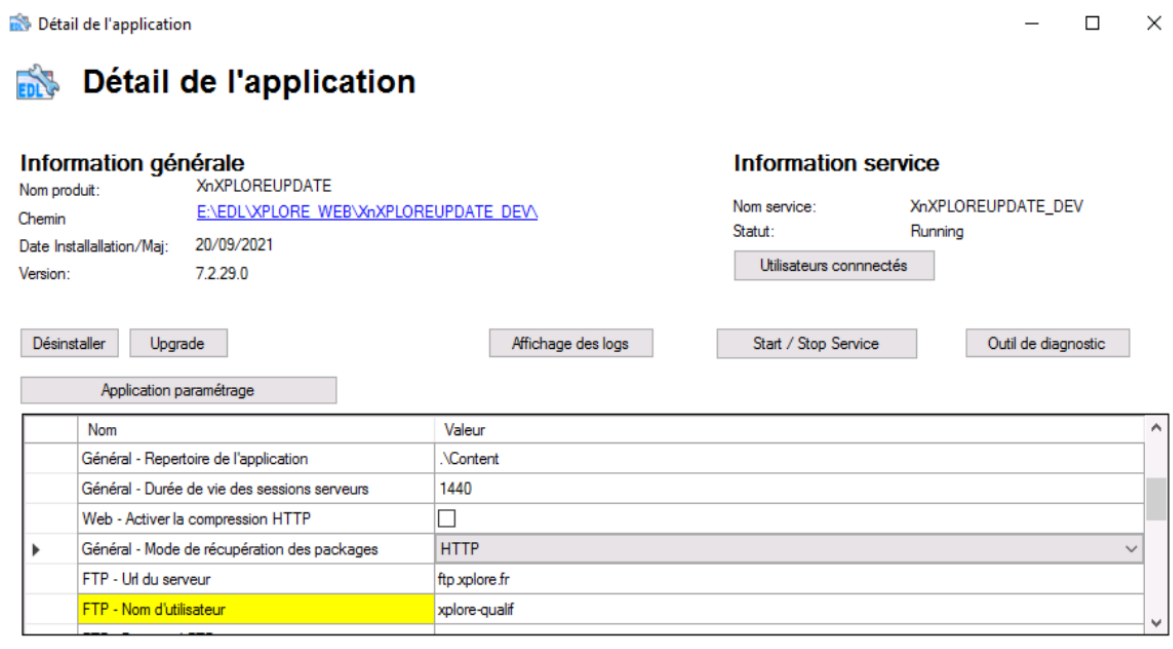 Détail de l'application
EDL Détail de l'application
Information générale
Nom produit: XnXPLOREUPDATE
Chemin E:\EDL\XPLORE_WEB\XnXPLOREUPDATE_DEV\
Date Installallation/Maj: 20/09/2021
Version: 7.2.29.0
Information service
Nom service: XnXPLOREUPDATE_DEV
Statut: Running
Utilisateurs connnectés
Désinstaller Upgrade Affichage des logs Start / Stop Service Outil de diagnostic
Application paramétrage
Nom Valeur
Général - Repertoire de l'application .\Content
Général - Durée de vie des sessions serveurs 1440
Web - Activer la compression HTTP
Général - Mode de récupération des packages HTTP
FTP - Url du serveur ftp.xplore.fr
FTP - Nom d'utilisateur xplore-qualif